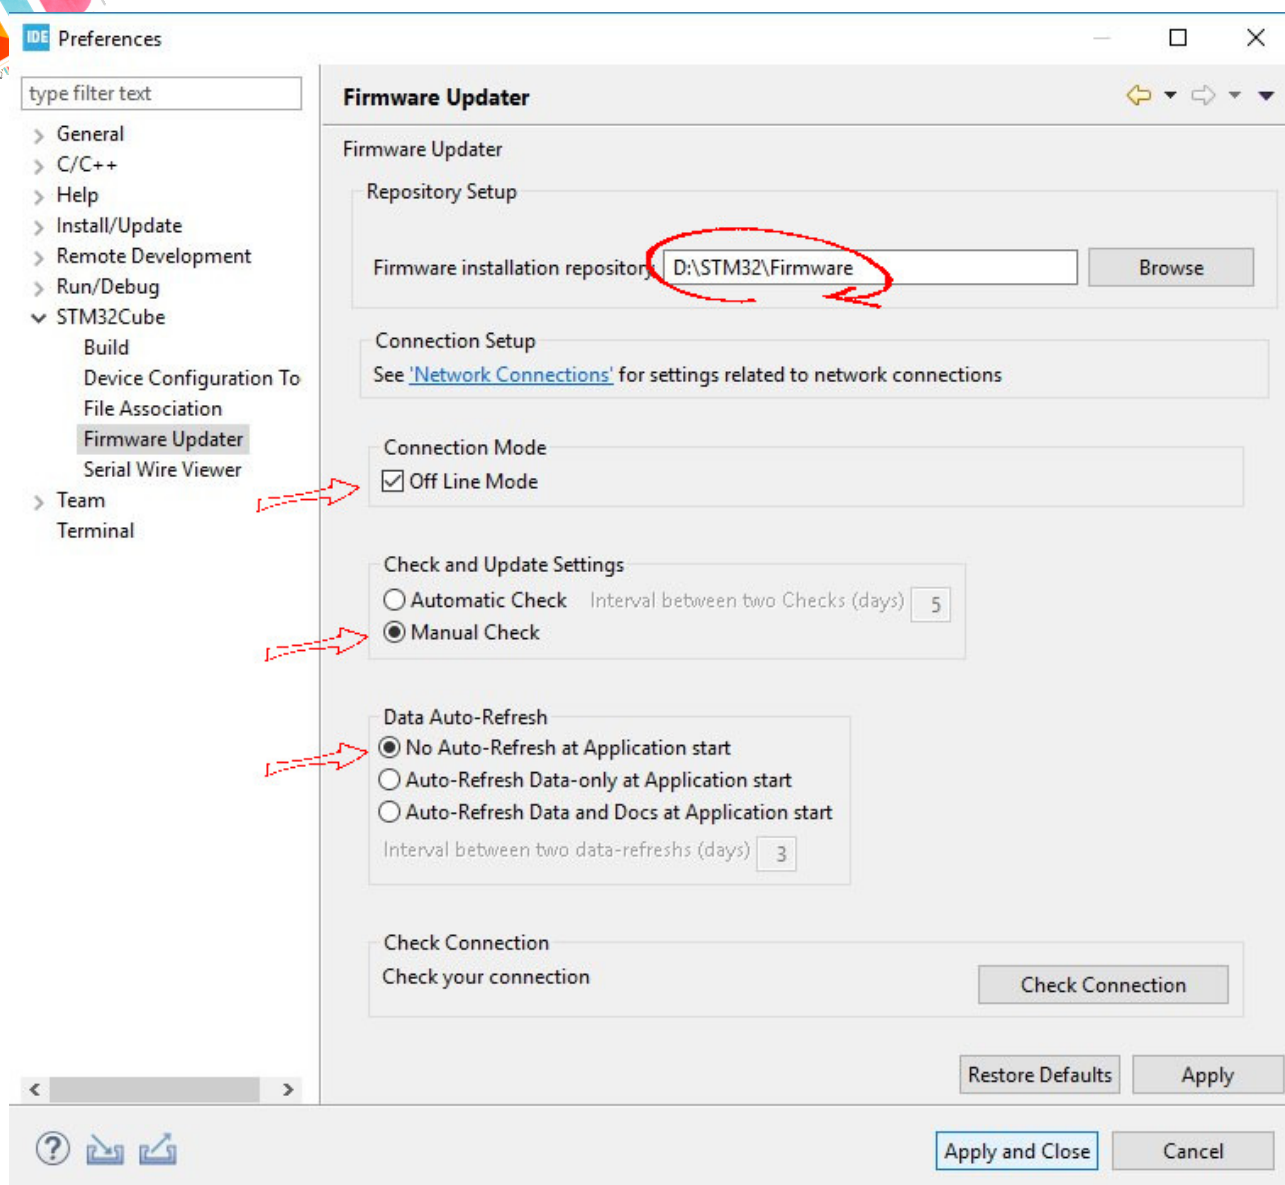 IDE Preferences
type filter text
General
C/C++
Help
Install/Update
Remote Development
Run/Debug
STM32Cube
Build
Device Configuration To
File Association
Firmware Updater
Serial Wire Viewer
Team
Terminal
Firmware Updater
Firmware Updater
Repository Setup
Firmware installation repository D:\STM32\Firmware Browse
Connection Setup
See 'Network Connections' for settings related to network connections
Connection Mode
Off Line Mode
Check and Update Settings
Automatic Check Interval between two Checks (days) 5
Manual Check
Data Auto-Refresh
No Auto-Refresh at Application start
Auto-Refresh Data-only at Application start
Auto-Refresh Data and Docs at Application start
Interval between two data-refreshs (days) 3
Check Connection
Check your connection Check Connection
Restore Defaults Apply
? Apply and Close Cancel